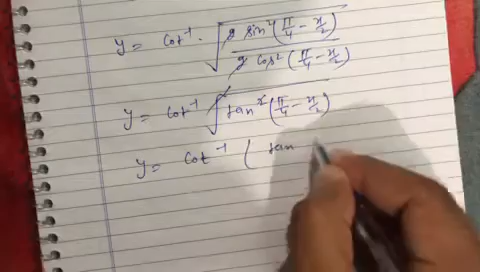 y = cot⁻¹ · √(2 sin²(π/4 − x/2) / 2 cos²(π/4 − x/2))
y = cot⁻¹ √(tan²(π/4 − x/2))
y = cot⁻¹ ( tan